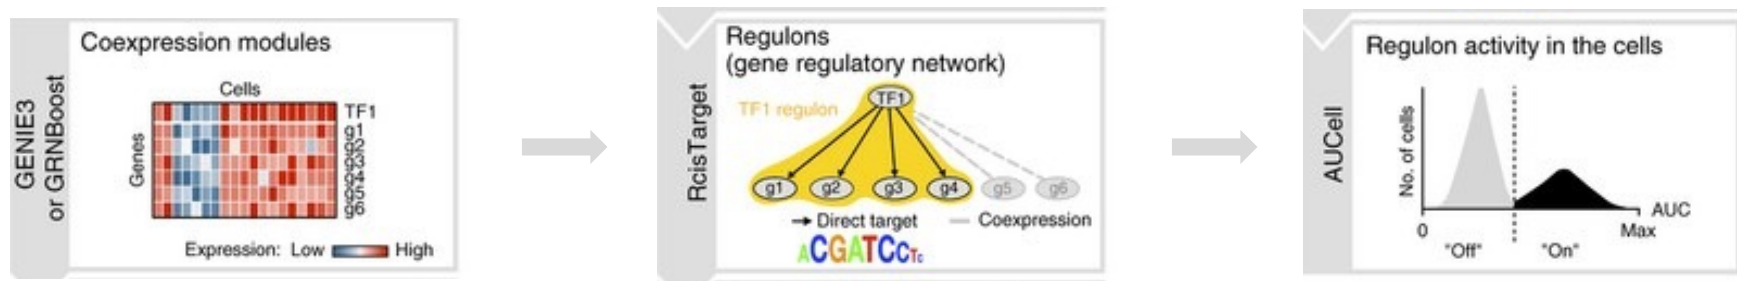 GENIE3
or GRNBoost
Coexpression modules
Cells
Genes
TF1
g1
g2
g3
g4
g5
g6
Expression: Low High
RcisTarget
Regulons
(gene regulatory network)
TF1 regulon
TF1
g1 g2 g3 g4 g5 g6
Direct target Coexpression
ACGATCCTC
AUCell
Regulon activity in the cells
No. of cells
AUC
0 Max
"Off" "On"